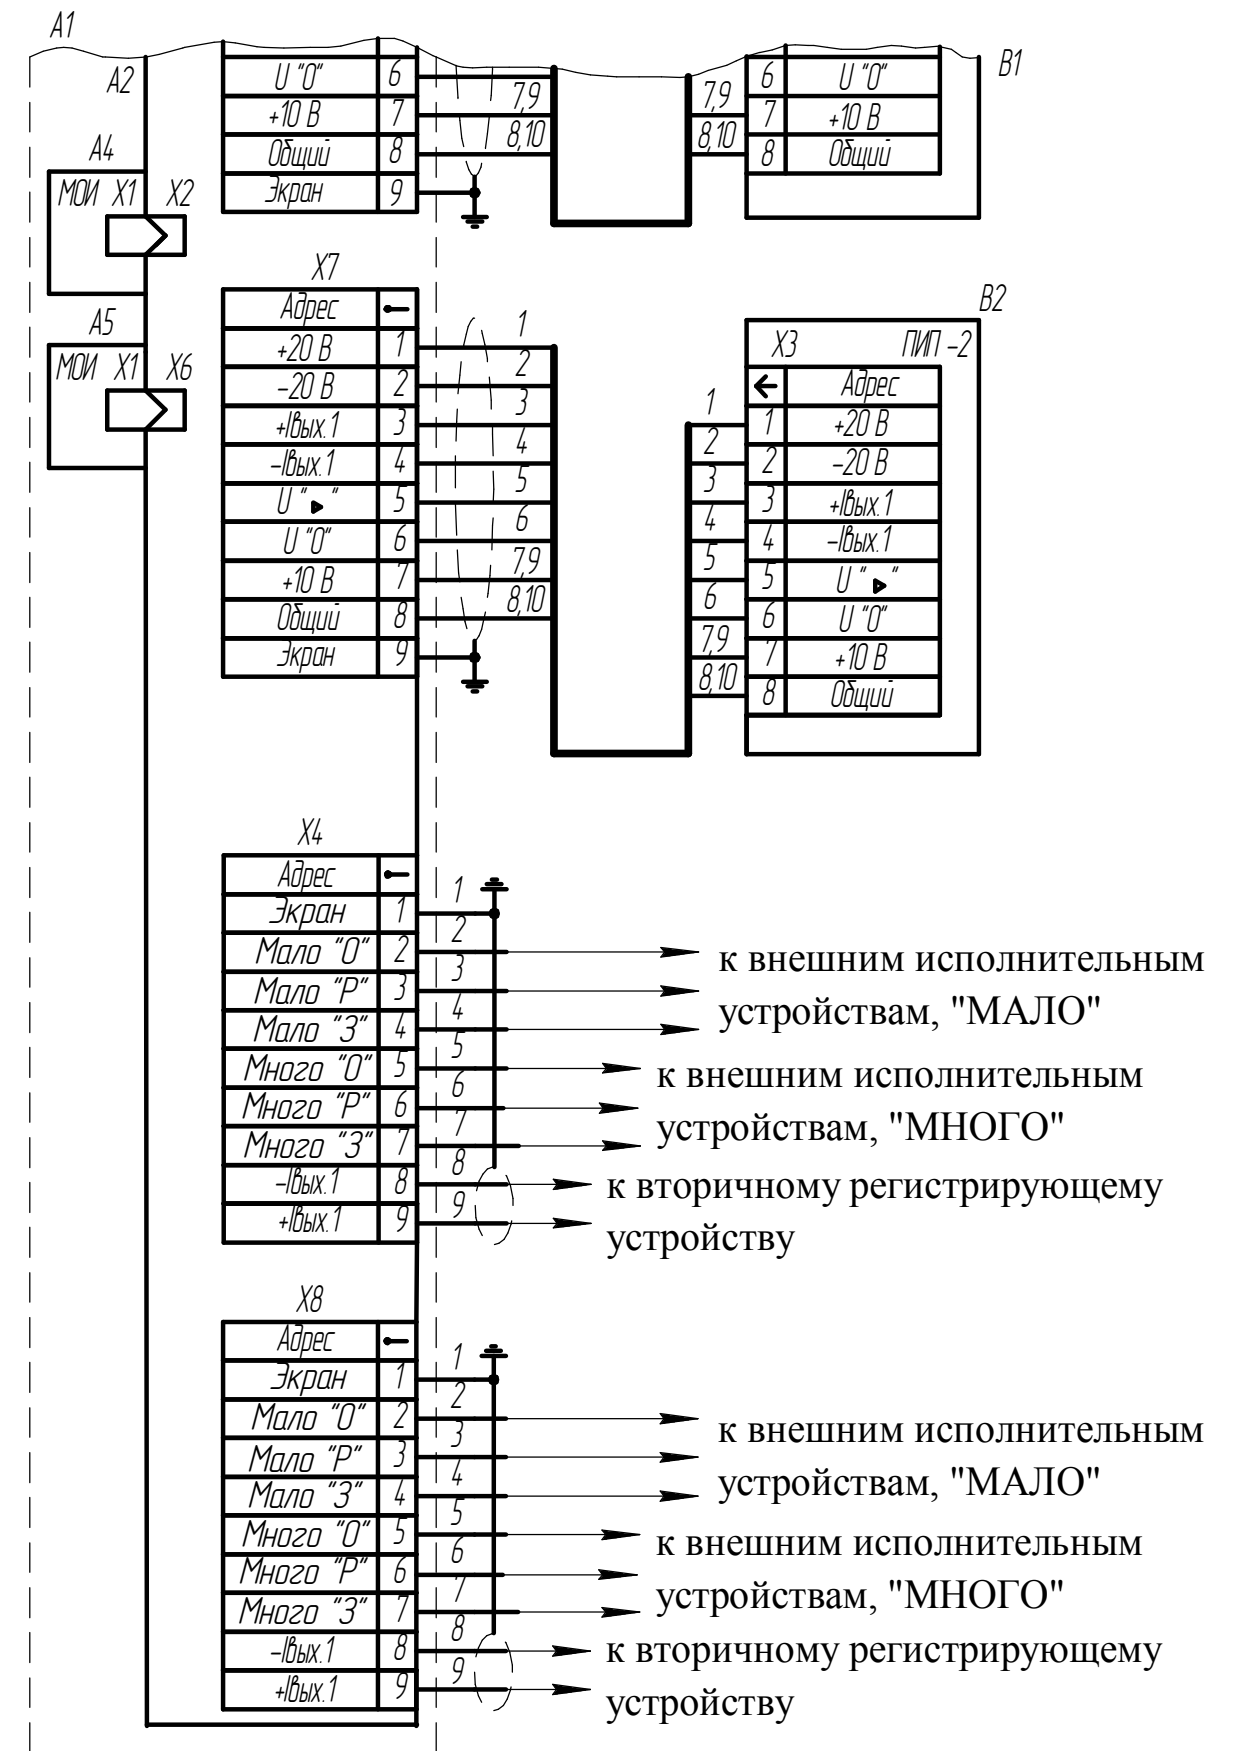 A1
A2
U "0" 6
+10 В 7
Общий 8
Экран 9
7,9
8,10
7,9
8,10
6 U "0"
7 +10 В
8 Общий
B1
A4
МОИ X1 X2
A5
МОИ X1 X6
X7
Адрес
+20 В 1
-20 В 2
+Iвых.1 3
-Iвых.1 4
U "▶" 5
U "0" 6
+10 В 7
Общий 8
Экран 9
1
2
3
4
5
6
7,9
8,10
1
2
3
4
5
6
7,9
8,10
B2
X3 ПИП -2
Адрес
1 +20 В
2 -20 В
3 +Iвых.1
4 -Iвых.1
5 U "▶"
6 U "0"
7 +10 В
8 Общий
X4
Адрес
Экран 1 1
Мало "О" 2 2
Мало "Р" 3 3
Мало "З" 4 4
Много "О" 5 5
Много "Р" 6 6
Много "З" 7 7
-Iвых.1 8 8
+Iвых.1 9 9
к внешним исполнительным
устройствам, "МАЛО"
к внешним исполнительным
устройствам, "МНОГО"
к вторичному регистрирующему
устройству
X8
Адрес
Экран 1 1
Мало "О" 2 2
Мало "Р" 3 3
Мало "З" 4 4
Много "О" 5 5
Много "Р" 6 6
Много "З" 7 7
-Iвых.1 8 8
+Iвых.1 9 9
к внешним исполнительным
устройствам, "МАЛО"
к внешним исполнительным
устройствам, "МНОГО"
к вторичному регистрирующему
устройству